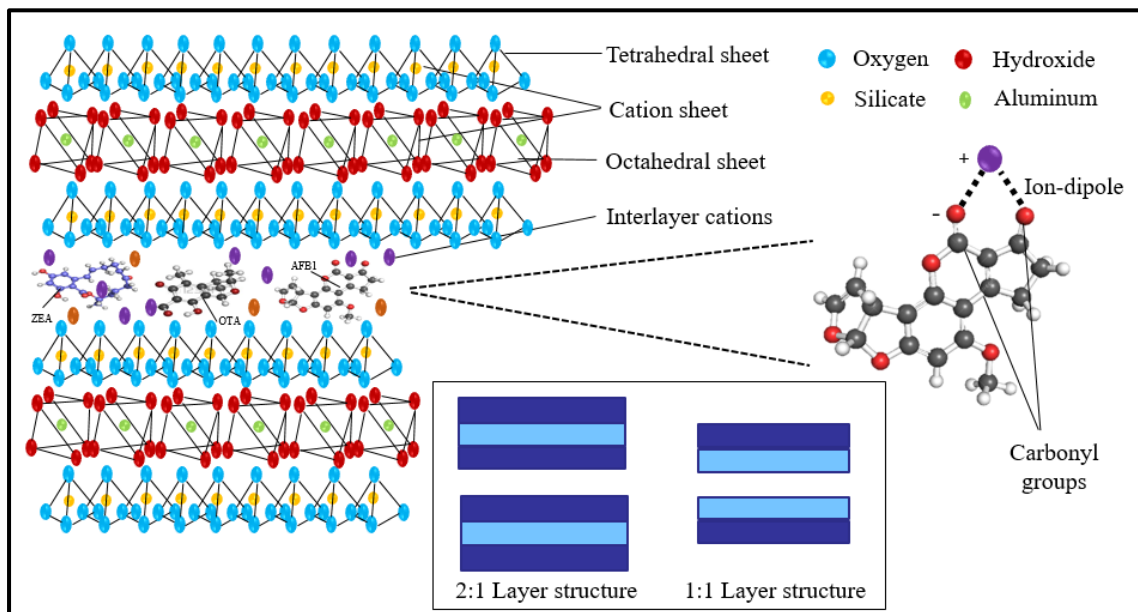 Tetrahedral sheet
Oxygen
Hydroxide
Silicate
Aluminum
Cation sheet
Octahedral sheet
+
Ion-dipole
-
Interlayer cations
AFB1
ZEA
OTA
Carbonyl
groups
2:1 Layer structure
1:1 Layer structure